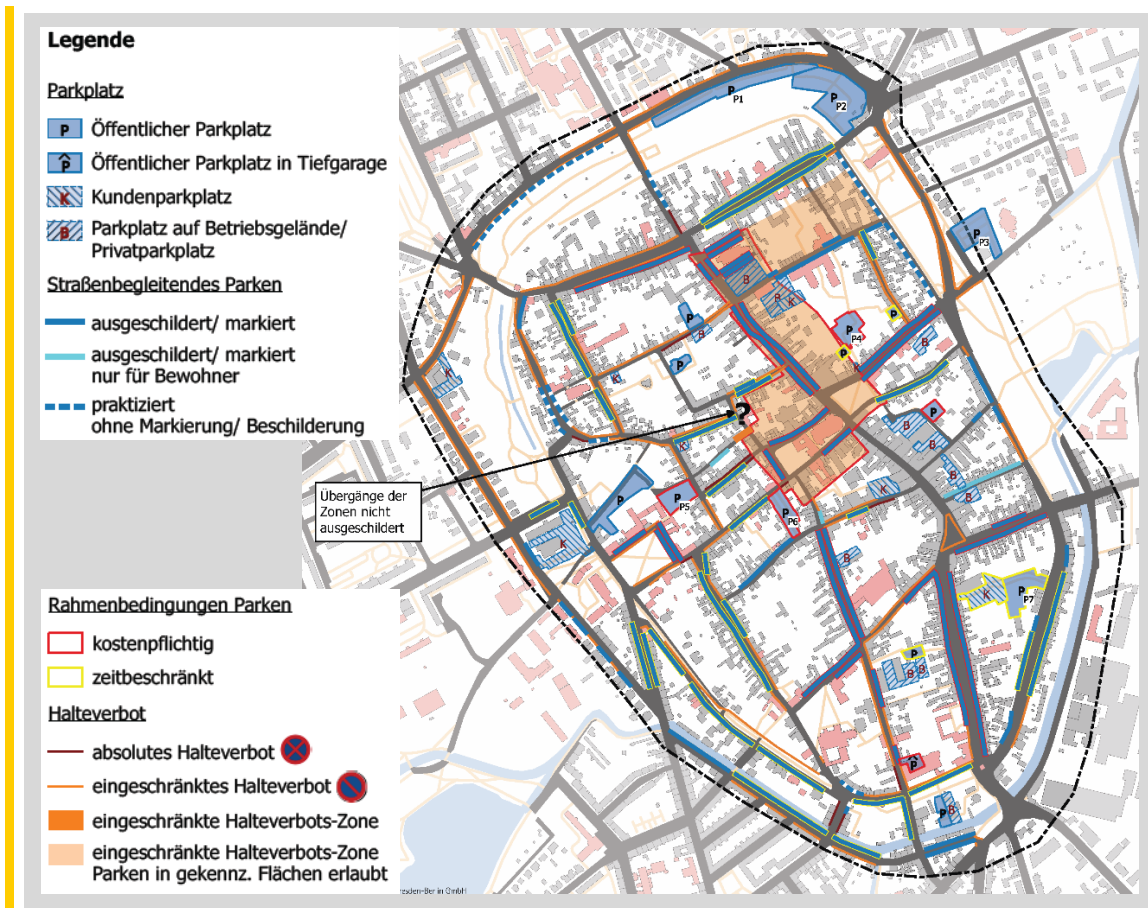 Legende
Parkplatz
P Öffentlicher Parkplatz
P Öffentlicher Parkplatz in Tiefgarage
K Kundenparkplatz
B Parkplatz auf Betriebsgelände/
Privatparkplatz
Straßenbegleitendes Parken
ausgeschildert/ markiert
ausgeschildert/ markiert
nur für Bewohner
praktiziert
ohne Markierung/ Beschilderung
Übergänge der
Zonen nicht
ausgeschildert
Rahmenbedingungen Parken
kostenpflichtig
zeitbeschränkt
Halteverbot
absolutes Halteverbot
eingeschränktes Halteverbot
eingeschränkte Halteverbots-Zone
eingeschränkte Halteverbots-Zone
Parken in gekennz. Flächen erlaubt
P P1
P P2
P P3
B
B K
P
P B
P P4
P
P
K
B
K
K
?
K
P
B
B
P
P P5
P P6
K
B
B
K
B
K
P P7
P
B B
P
P B
resden-Berlin GmbH